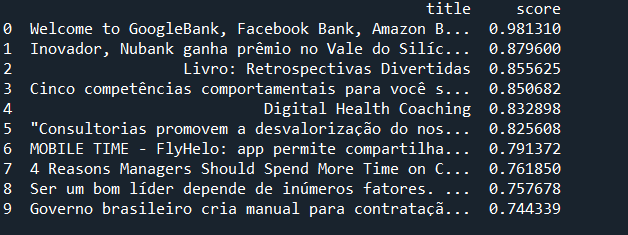 title score
0 Welcome to GoogleBank, Facebook Bank, Amazon B... 0.981310
1 Inovador, Nubank ganha prêmio no Vale do Silíc... 0.879600
2 Livro: Retrospectivas Divertidas 0.855625
3 Cinco competências comportamentais para você s... 0.850682
4 Digital Health Coaching 0.832898
5 "Consultorias promovem a desvalorização do nos... 0.825608
6 MOBILE TIME - FlyHelo: app permite compartilha... 0.791372
7 4 Reasons Managers Should Spend More Time on C... 0.761850
8 Ser um bom líder depende de inúmeros fatores. ... 0.757678
9 Governo brasileiro cria manual para contrataçã... 0.744339